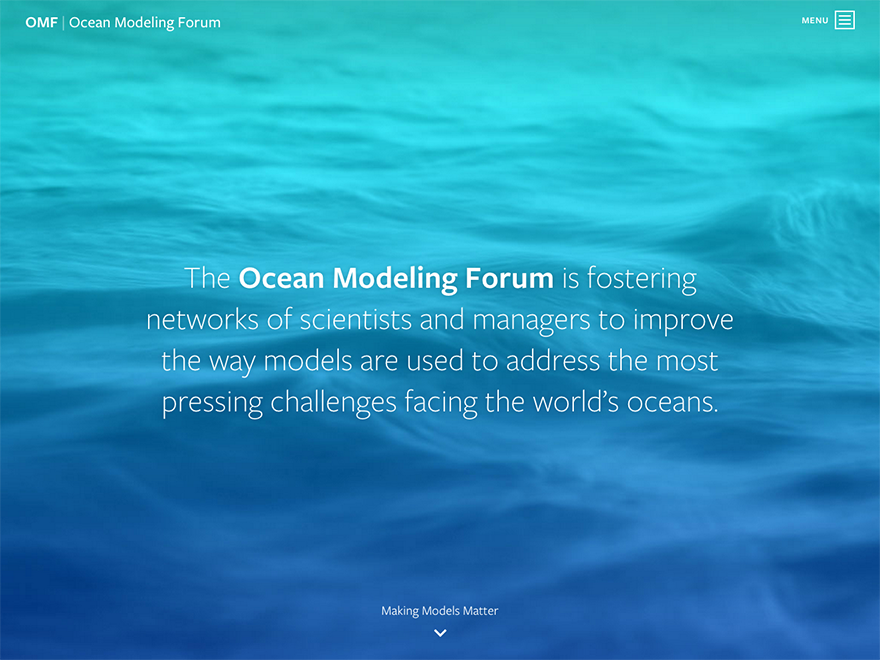 OMF | Ocean Modeling Forum
MENU
The Ocean Modeling Forum is fostering
networks of scientists and managers to improve
the way models are used to address the most
pressing challenges facing the world’s oceans.
Making Models Matter